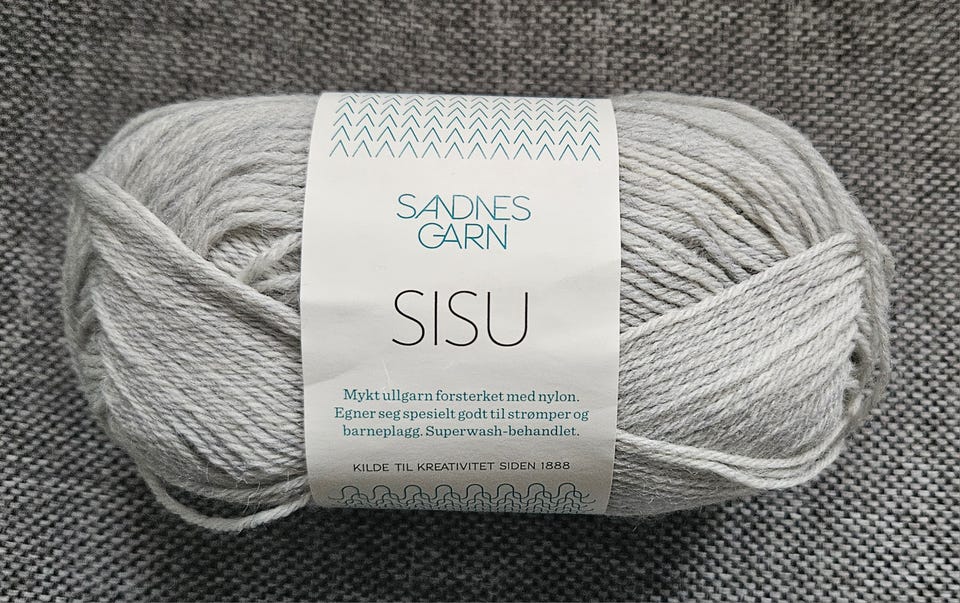 SANDNES
GARN
SISU
Mykt ullgarn forsterket med nylon.
Egner seg spesielt godt til strømper og
barneplagg. Superwash-behandlet.
KILDE TIL KREATIVITET SIDEN 1888